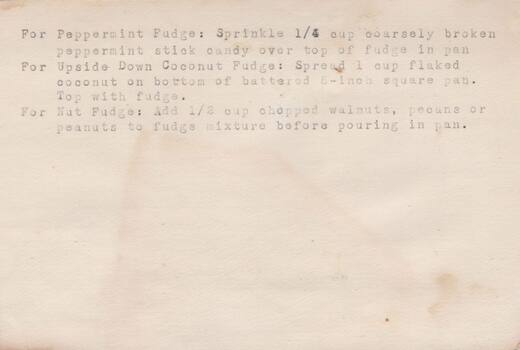 For Peppermint Fudge: Sprinkle 1/4 cup coarsely broken
peppermint stick candy over top of fudge in pan
For Upside Down Coconut Fudge: Spread 1 cup flaked
coconut on bottom of battered 8-inch square pan.
Top with fudge.
For Nut Fudge: Add 1/2 cup chopped walnuts, pecans or
peanuts to fudge mixture before pouring in pan.